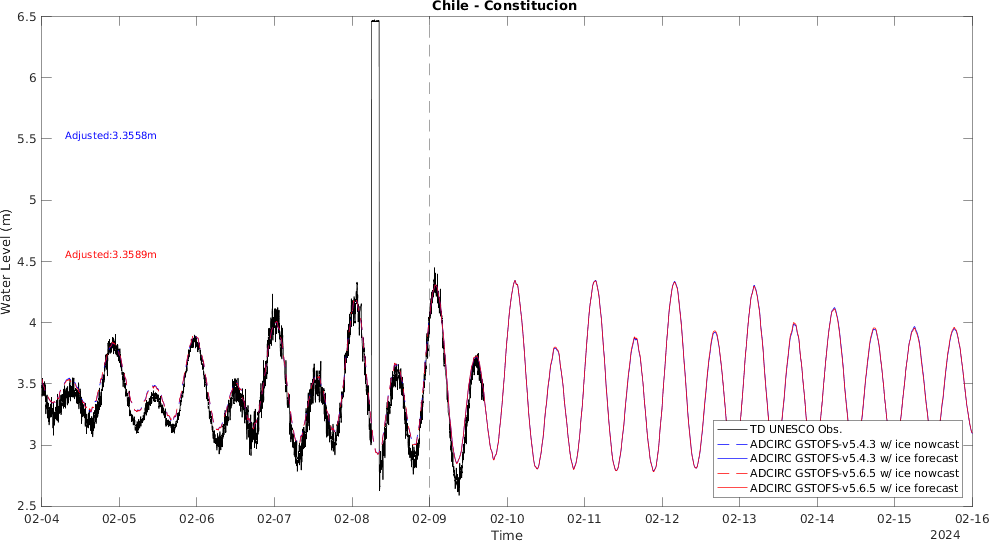 Chile - Constitucion
6.5
6
5.5
5
4.5
4
3.5
3
2.5
Water Level (m)
Adjusted:3.3558m
Adjusted:3.3589m
TD UNESCO Obs.
ADCIRC GSTOFS-v5.4.3 w/ ice nowcast
ADCIRC GSTOFS-v5.4.3 w/ ice forecast
ADCIRC GSTOFS-v5.6.5 w/ ice nowcast
ADCIRC GSTOFS-v5.6.5 w/ ice forecast
02-04 02-05 02-06 02-07 02-08 02-09 02-10 02-11 02-12 02-13 02-14 02-15 02-16
Time
2024